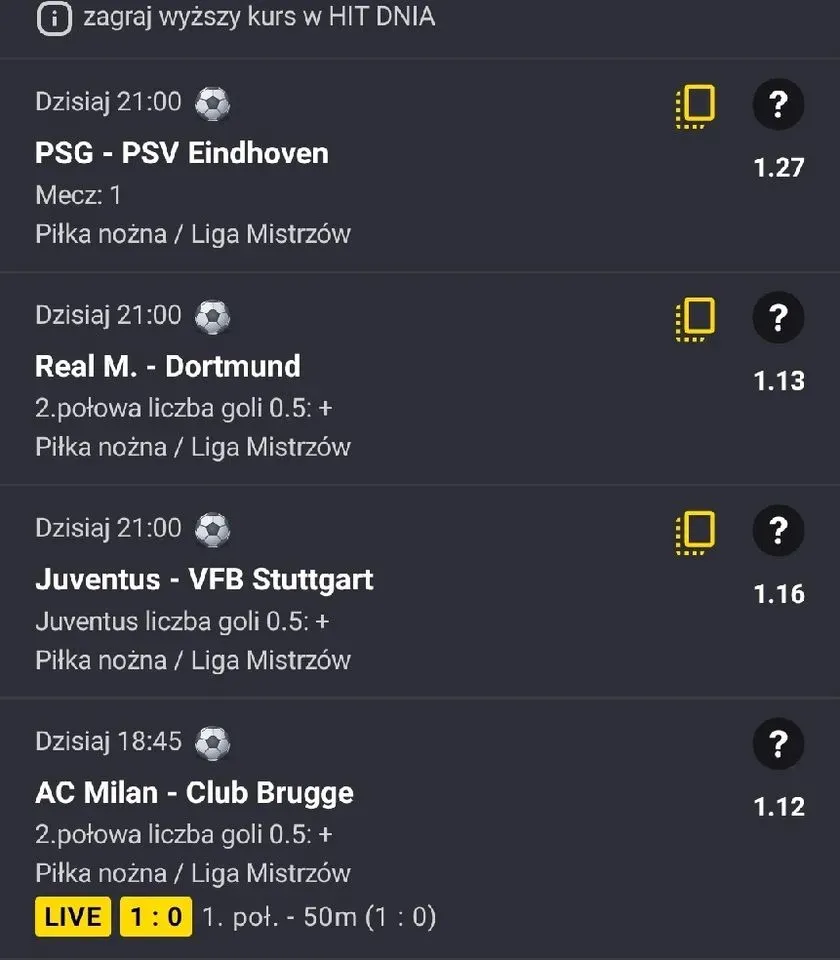 zagraj wyższy kurs w HIT DNIA
Dzisiaj 21:00
?
PSG - PSV Eindhoven
1.27
Mecz: 1
Piłka nożna / Liga Mistrzów
Dzisiaj 21:00
?
Real M. - Dortmund
1.13
2.połowa liczba goli 0.5: +
Piłka nożna / Liga Mistrzów
Dzisiaj 21:00
?
Juventus - VFB Stuttgart
1.16
Juventus liczba goli 0.5: +
Piłka nożna / Liga Mistrzów
Dzisiaj 18:45
?
AC Milan - Club Brugge
1.12
2.połowa liczba goli 0.5: +
Piłka nożna / Liga Mistrzów
LIVE 1 : 0 1. poł. - 50m (1 : 0)